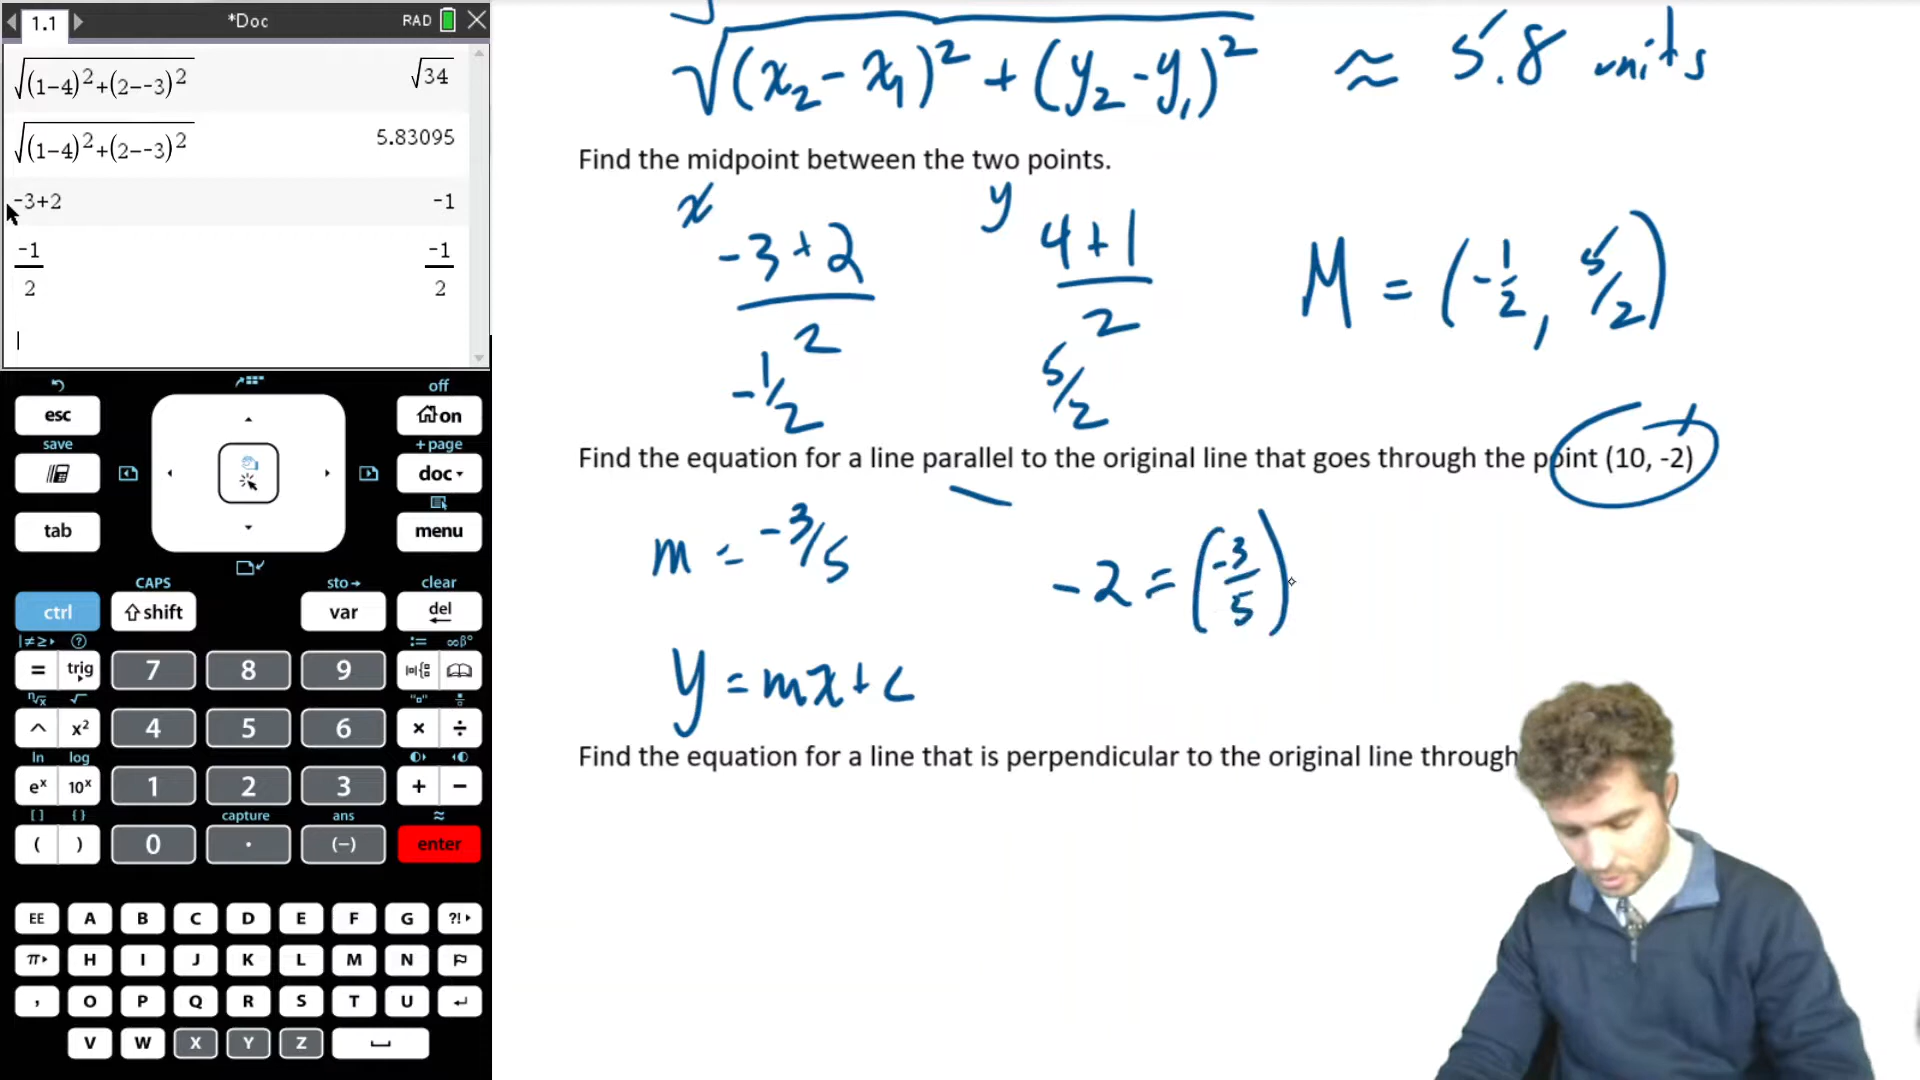 1.1 *Doc RAD
√(1-4)²+(2--3)² √34
√(1-4)²+(2--3)² 5.83095
-3+2 -1
-1/2 -1/2
off
esc on
save + page
doc
tab menu
CAPS sto→ clear
ctrl shift var del
|≠≥▸ ? := ∞β°
= trig 7 8 9
ⁿ√x √
^ x² 4 5 6 × ÷
ln log
eˣ 10ˣ 1 2 3 + −
[ ] { } capture ans ≈
( ) 0 . (−) enter
EE A B C D E F G ?!▸
π▸ H I J K L M N
, O P Q R S T U
V W X Y Z
√(x₂ - x₁)² + (y₂ - y₁)² ≈ 5.8 units
Find the midpoint between the two points.
x y
-3+2/2 4+1/2 M = (-1/2, 5/2)
-1/2 5/2
Find the equation for a line parallel to the original line that goes through the point (10, -2)
m = -3/5 -2 = (-3/5)
y = mx + c
Find the equation for a line that is perpendicular to the original line through